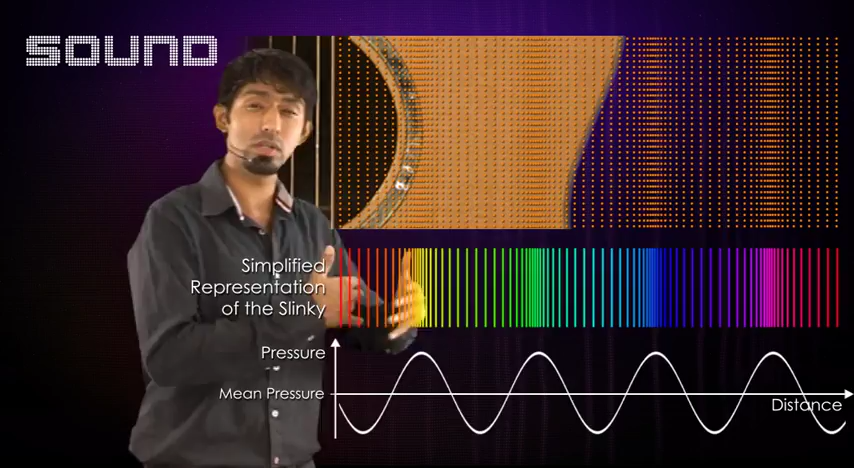 SOUND
Simplified
Representation
of the Slinky
Pressure
Mean Pressure
Distance